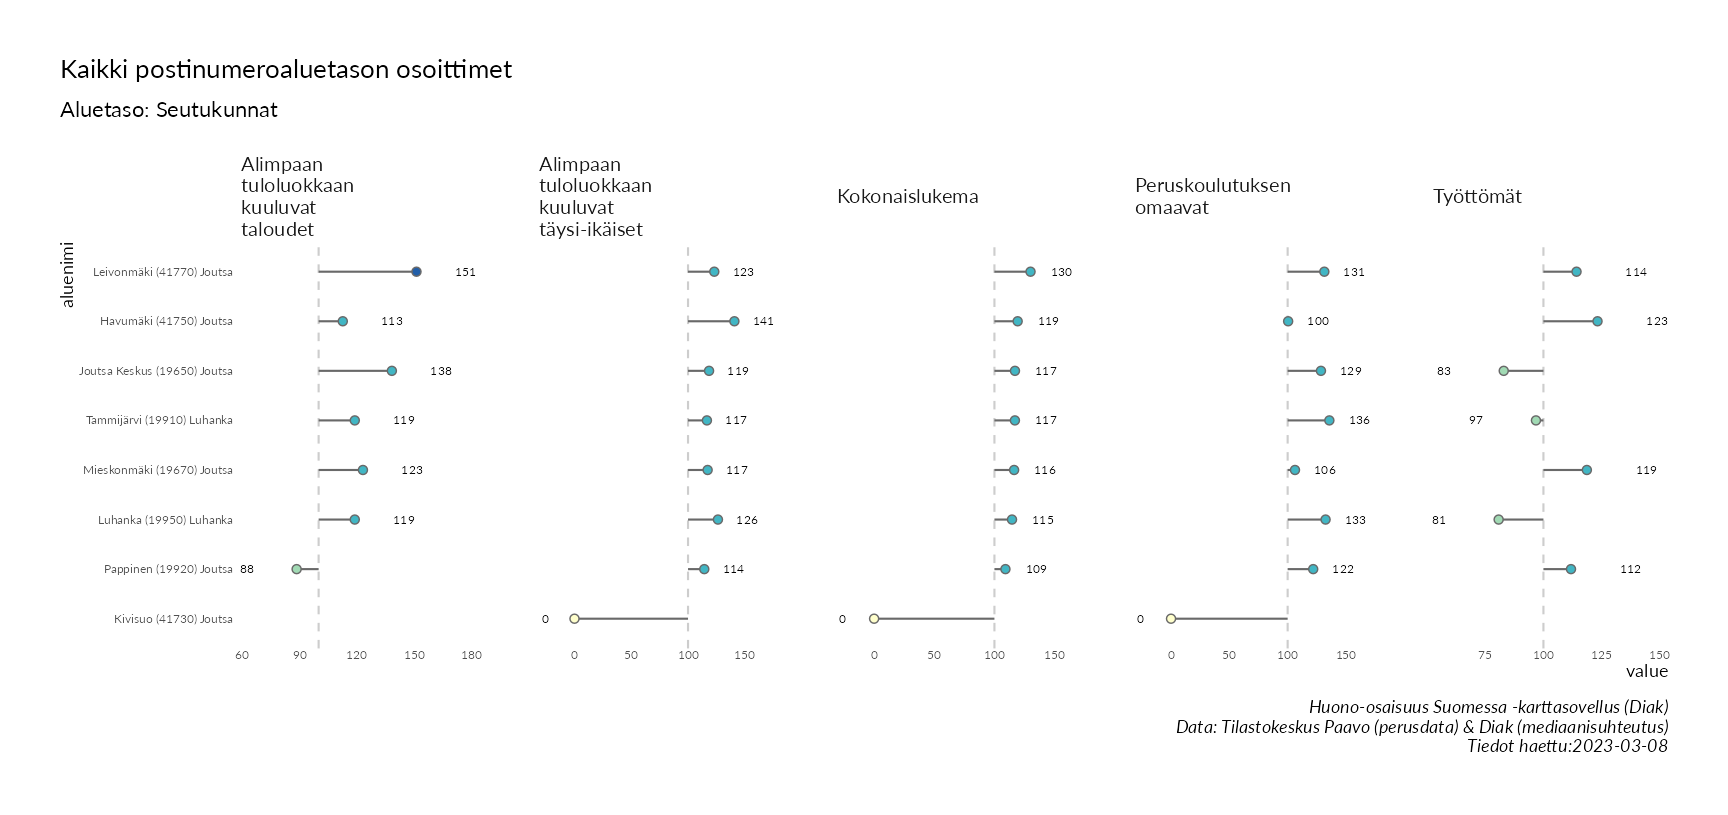 Kaikki postinumeroaluetason osoittimet
Aluetaso: Seutukunnat
Alimpaan
tuloluokkaan
kuuluvat
taloudet
Alimpaan
tuloluokkaan
kuuluvat
täysi-ikäiset
Kokonaislukema
Peruskoulutuksen
omaavat
Työttömät
aluenimi
Leivonmäki (41770) Joutsa 151 123 130 131 114
Havumäki (41750) Joutsa 113 141 119 100 123
Joutsa Keskus (19650) Joutsa 138 119 117 129 83
Tammijärvi (19910) Luhanka 119 117 117 136 97
Mieskonmäki (19670) Joutsa 123 117 116 106 119
Luhanka (19950) Luhanka 119 126 115 133 81
Pappinen (19920) Joutsa 88 114 109 122 112
Kivisuo (41730) Joutsa 0 0 0
60 90 120 150 180 0 50 100 150 0 50 100 150 0 50 100 150 75 100 125 150
value
Huono-osaisuus Suomessa -karttasovellus (Diak)
Data: Tilastokeskus Paavo (perusdata) & Diak (mediaanisuhteutus)
Tiedot haettu:2023-03-08